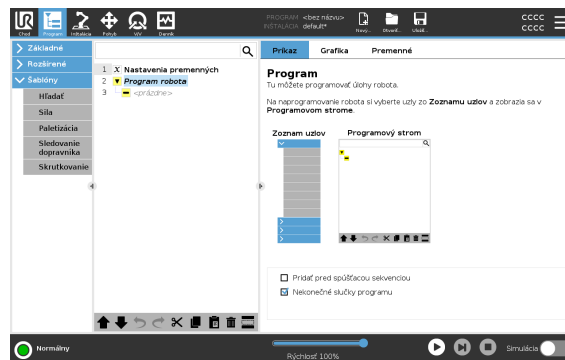 PROGRAM <bez názvu>
INŠTALÁCIA default*
CCCC
CCCC
Chod
Program
Inštalácia
Pohyb
I/V
Denník
Nový...
Otvoriť...
Uložiť...
Základné
Rozšírené
Šablóny
Hľadať
Sila
Paletizácia
Sledovanie dopravníka
Skrutkovanie
1 X Nastavenia premenných
2 Program robota
3 <prázdne>
Príkaz
Grafika
Premenné
Program
Tu môžete programovať úlohy robota.
Na naprogramovanie robota si vyberte uzly zo Zoznamu uzlov a zobrazia sa v
Programovom strome.
Zoznam uzlov
Programový strom
Pridať pred spúšťacou sekvenciou
Nekonečné slučky programu
Normálny
Rýchlosť 100%
Simulácia